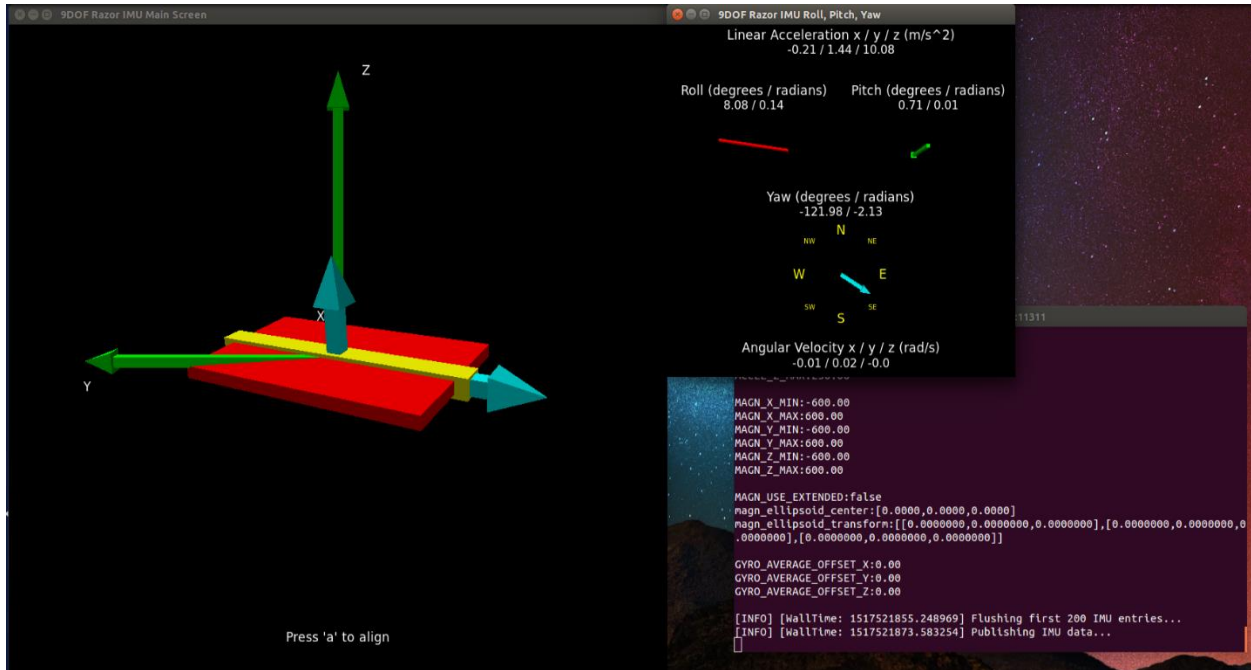 9DOF Razor IMU Main Screen
Z
X
Y
Press 'a' to align
9DOF Razor IMU Roll, Pitch, Yaw
Linear Acceleration x / y / z (m/s^2)
-0.21 / 1.44 / 10.08
Roll (degrees / radians) Pitch (degrees / radians)
8.08 / 0.14 0.71 / 0.01
Yaw (degrees / radians)
-121.98 / -2.13
N
NW NE
W E
SW SE
S
Angular Velocity x / y / z (rad/s)
-0.01 / 0.02 / -0.0
:11311
MAGN_X_MIN:-600.00
MAGN_X_MAX:600.00
MAGN_Y_MIN:-600.00
MAGN_Y_MAX:600.00
MAGN_Z_MIN:-600.00
MAGN_Z_MAX:600.00
MAGN_USE_EXTENDED:false
magn_ellipsoid_center:[0.0000,0.0000,0.0000]
magn_ellipsoid_transform:[[0.0000000,0.0000000,0.0000000],[0.0000000,0.0000000,0
.0000000],[0.0000000,0.0000000,0.0000000]]
GYRO_AVERAGE_OFFSET_X:0.00
GYRO_AVERAGE_OFFSET_Y:0.00
GYRO_AVERAGE_OFFSET_Z:0.00
[INFO] [WallTime: 1517521855.248969] Flushing first 200 IMU entries...
[INFO] [WallTime: 1517521873.583254] Publishing IMU data...